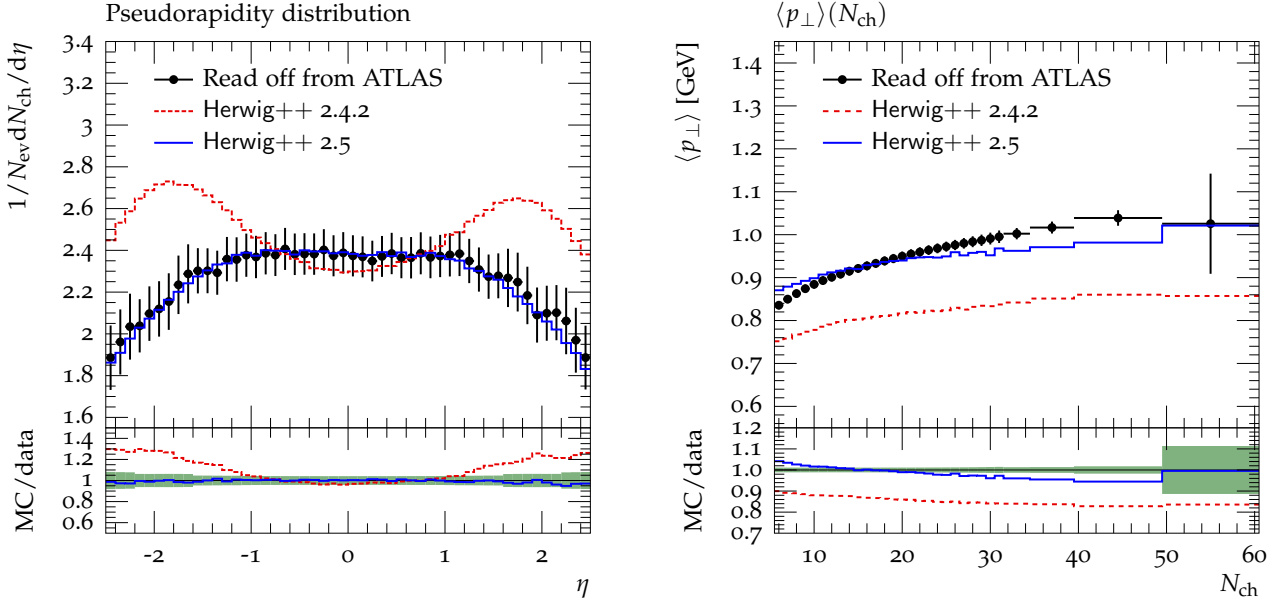 Pseudorapidity distribution
1/N_ev dN_ch/dη
3.4
3.2
3
2.8
2.6
2.4
2.2
2.0
1.8
1.6
Read off from ATLAS
Herwig++ 2.4.2
Herwig++ 2.5
MC/data
1.4
1.2
1
0.8
0.6
-2
-1
0
1
2
η
⟨p⊥⟩(N_ch)
⟨p⊥⟩ [GeV]
1.4
1.3
1.2
1.1
1.0
0.9
0.8
0.7
0.6
Read off from ATLAS
Herwig++ 2.4.2
Herwig++ 2.5
MC/data
1.2
1.1
1.0
0.9
0.8
0.7
10
20
30
40
50
60
N_ch